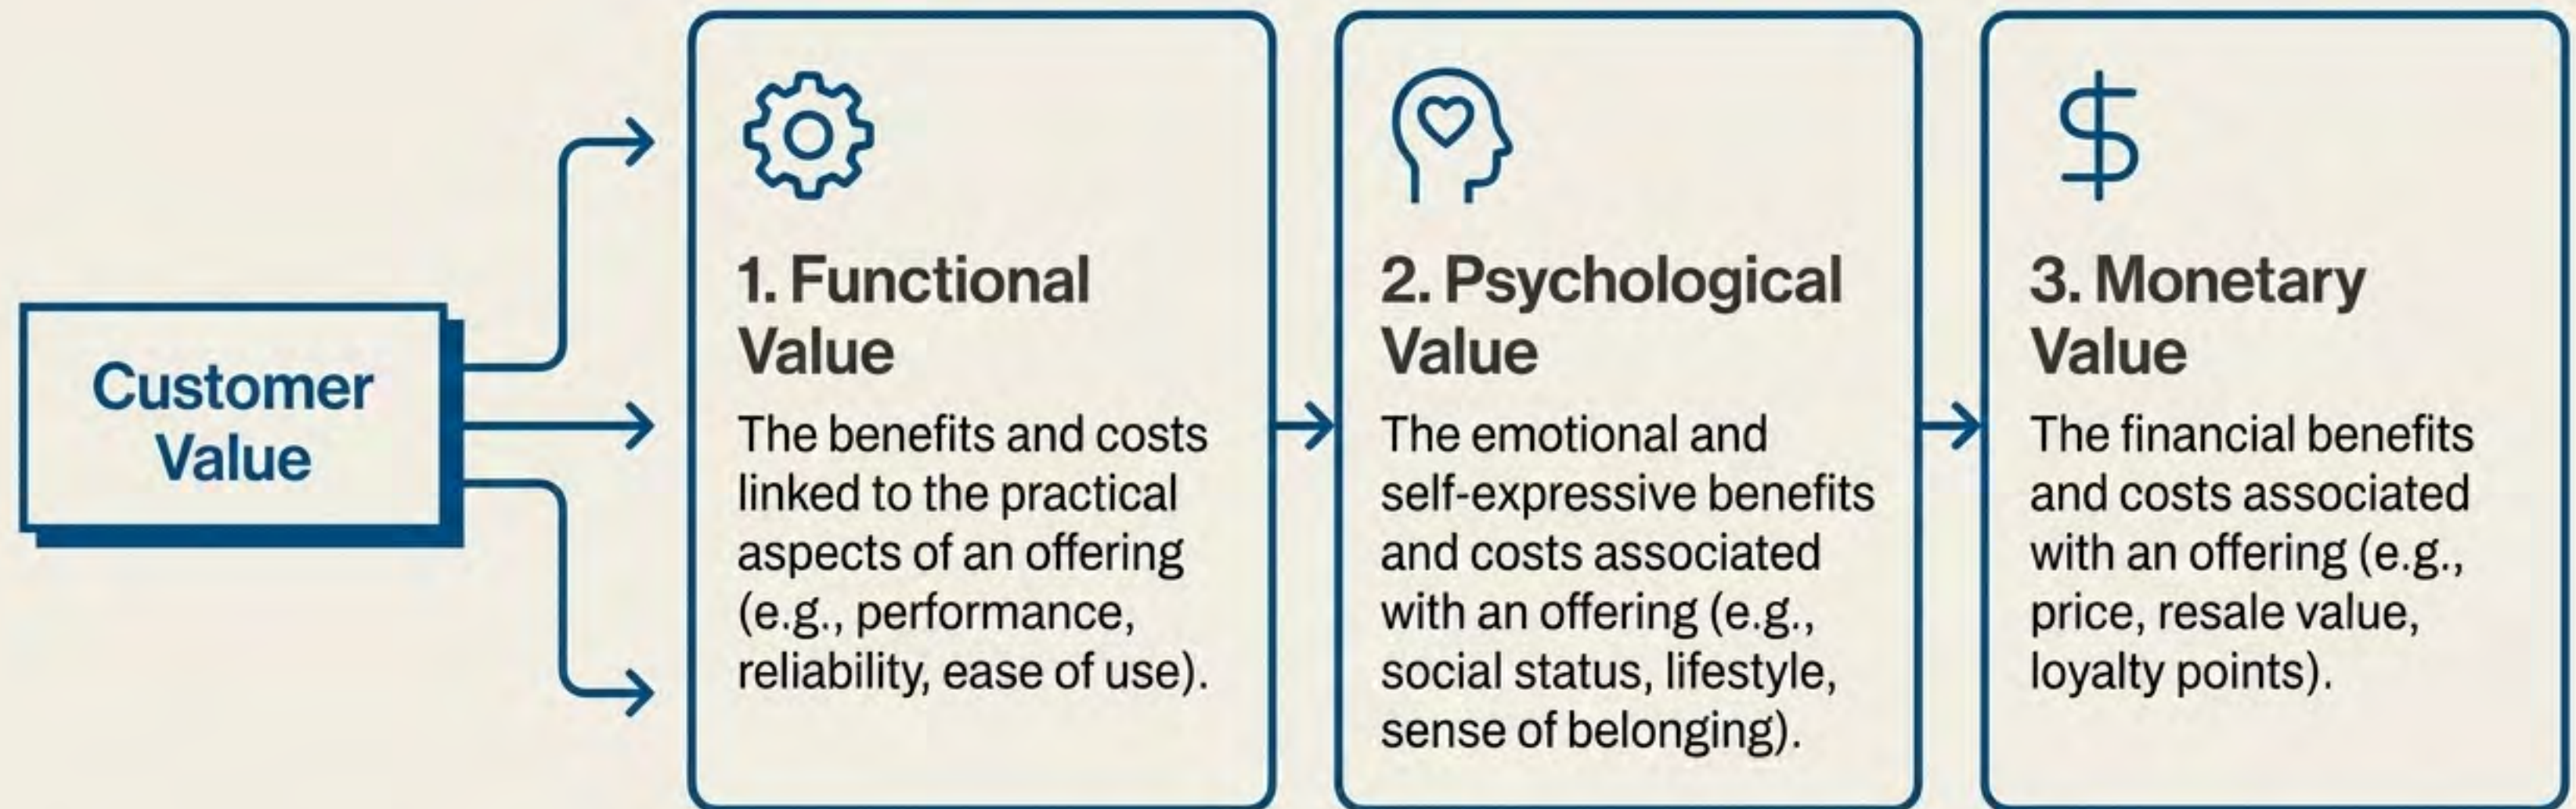 Customer
Value
1. Functional
Value
The benefits and costs
linked to the practical
aspects of an offering
(e.g., performance,
reliability, ease of use).
2. Psychological
Value
The emotional and
self-expressive benefits
and costs associated
with an offering (e.g.,
social status, lifestyle,
sense of belonging).
3. Monetary
Value
The financial benefits
and costs associated
with an offering (e.g.,
price, resale value,
loyalty points).